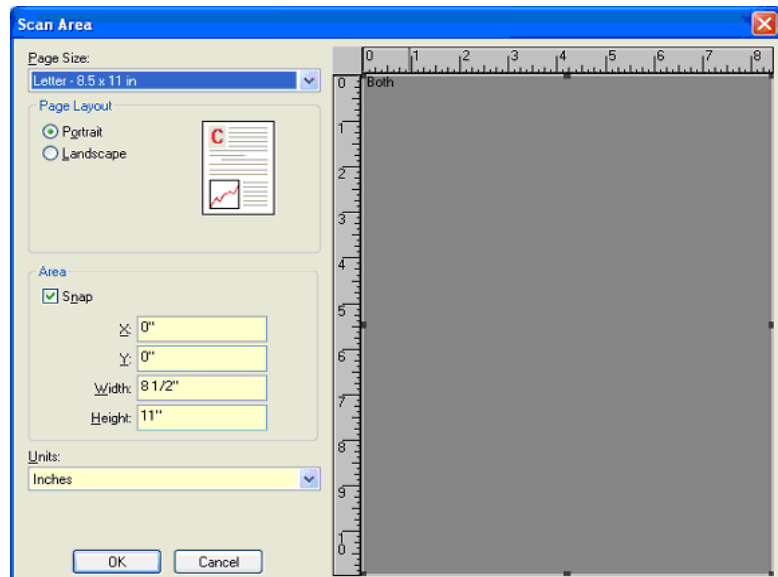 Scan Area
Page Size:
Letter - 8.5 x 11 in
Page Layout
Portrait
Landscape
C
Area
Snap
X: 0"
Y: 0"
Width: 8 1/2"
Height: 11"
Units:
Inches
OK Cancel
0 1 2 3 4 5 6 7 8
Both
0
1
2
3
4
5
6
7
8
9
10